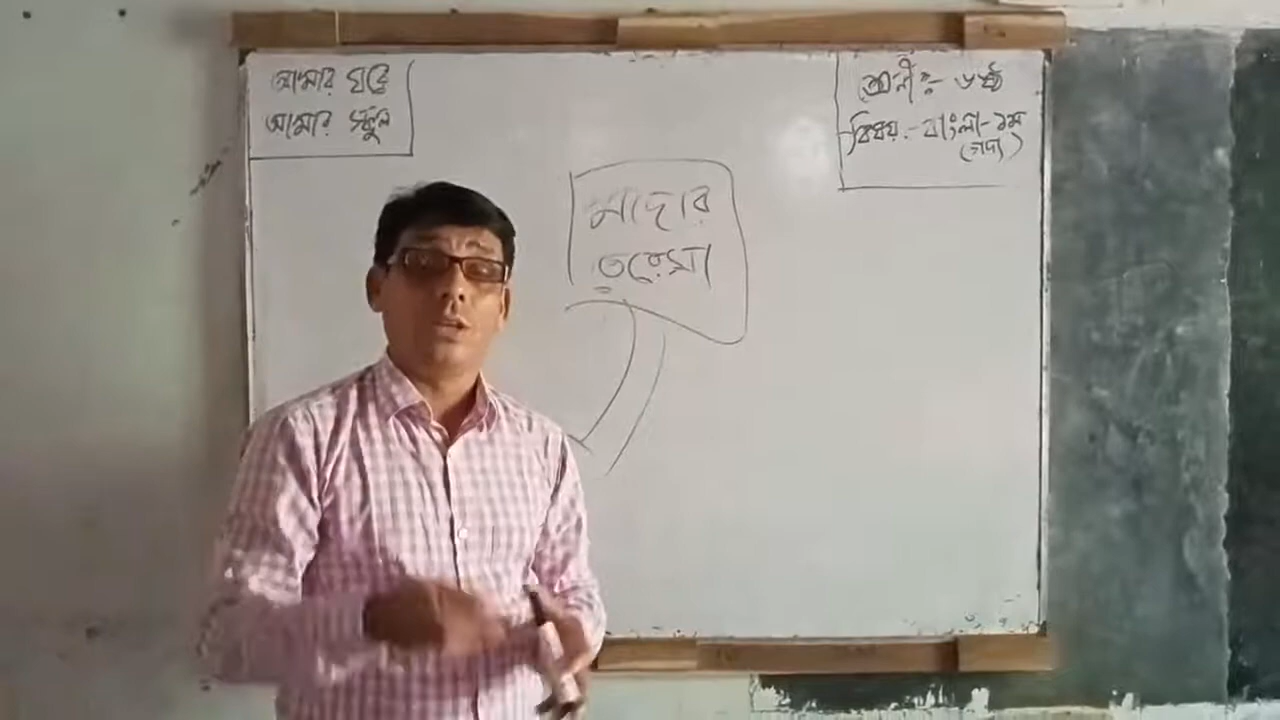 আমার ঘরে
আমার স্কুল
শ্রেনীঃ- ৬ষ্ঠ
বিষয়:- বাংলা-১ম
(গদ্য)
মাদার
তেরেসা